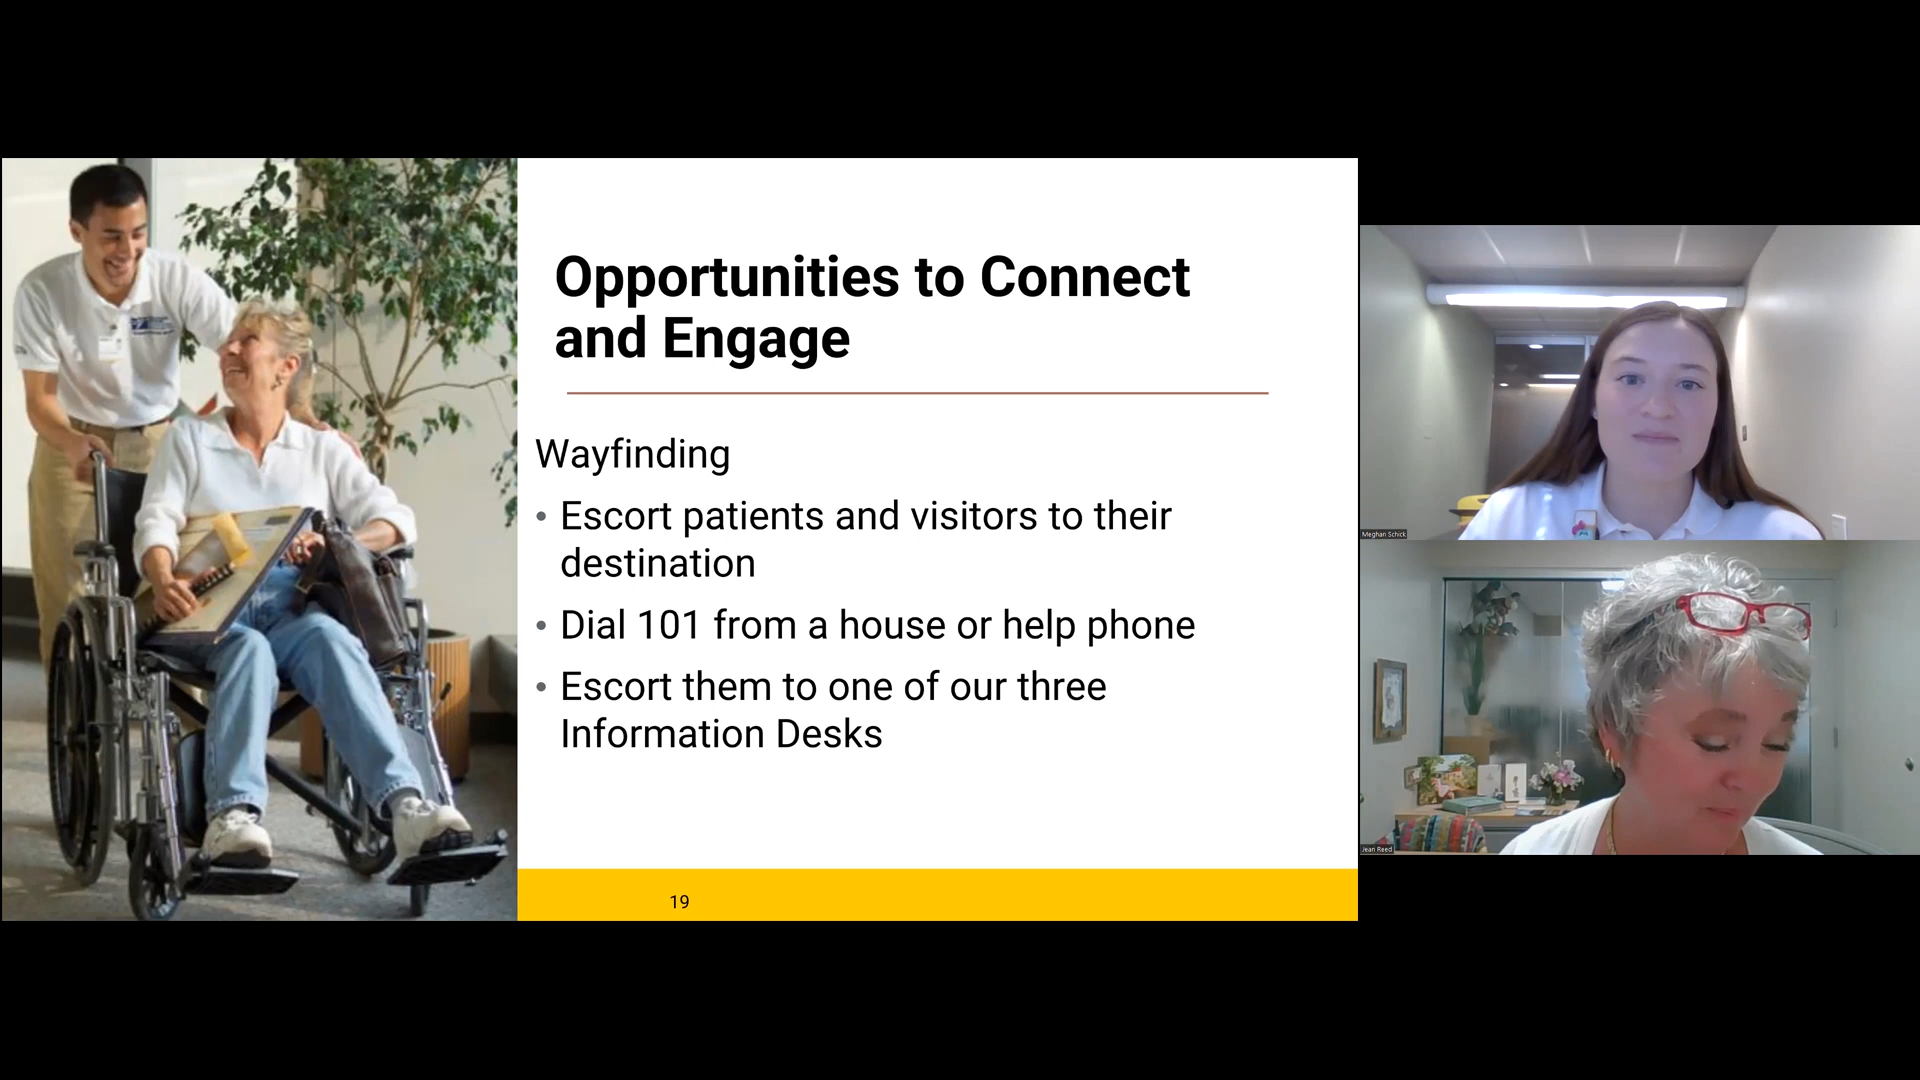 Opportunities to Connect
and Engage
Wayfinding
• Escort patients and visitors to their
destination
• Dial 101 from a house or help phone
• Escort them to one of our three
Information Desks
19
Meghan Schick
Jean Reed